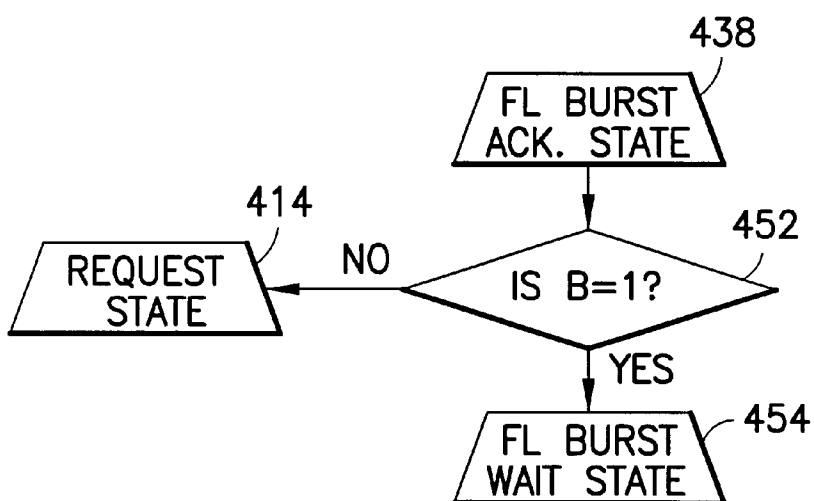 438
FL BURST
ACK. STATE
414
452
REQUEST
STATE
NO
IS B=1?
YES
454
FL BURST
WAIT STATE